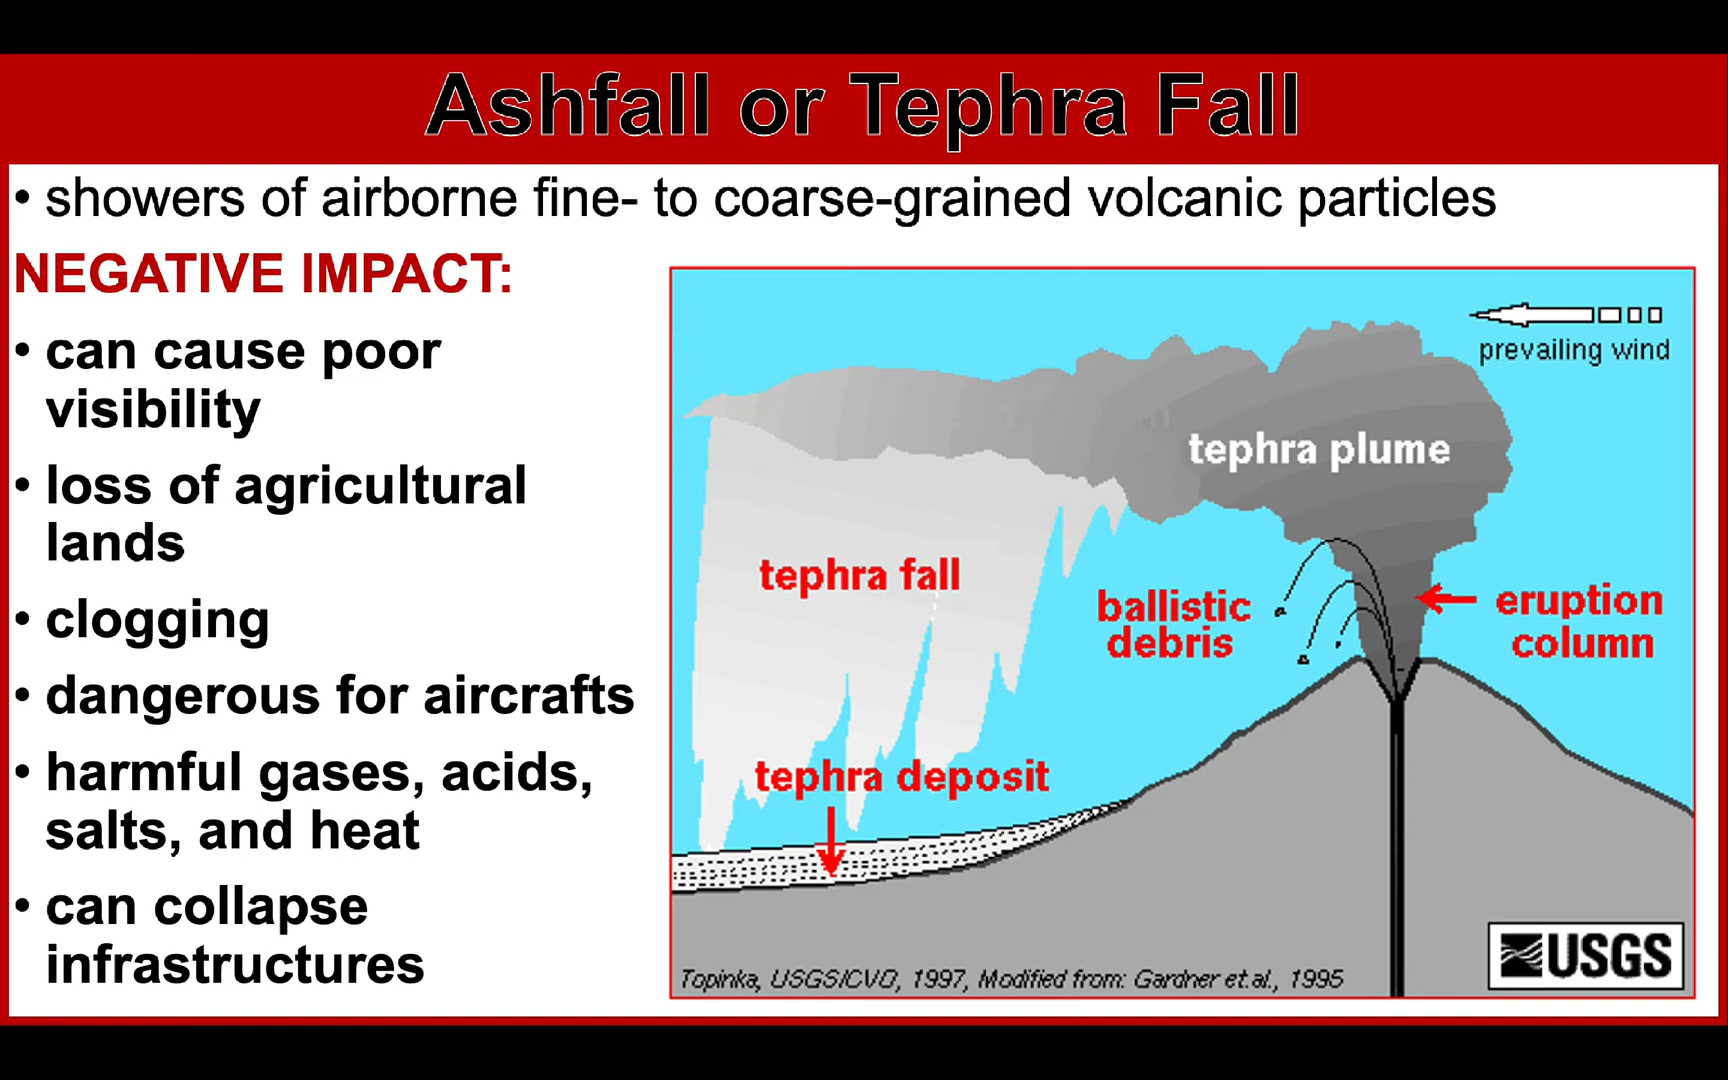 Ashfall or Tephra Fall
• showers of airborne fine- to coarse-grained volcanic particles
NEGATIVE IMPACT:
• can cause poor
visibility
• loss of agricultural
lands
• clogging
• dangerous for aircrafts
• harmful gases, acids,
salts, and heat
• can collapse
infrastructures
prevailing wind
tephra plume
tephra fall
ballistic
debris
eruption
column
tephra deposit
Topinka, USGS/CVO, 1997, Modified from: Gardner et.al., 1995
USGS